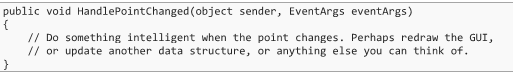 public void HandlePointChanged(object sender, EventArgs eventArgs)
{
    // Do something intelligent when the point changes. Perhaps redraw the GUI,
    // or update another data structure, or anything else you can think of.
}